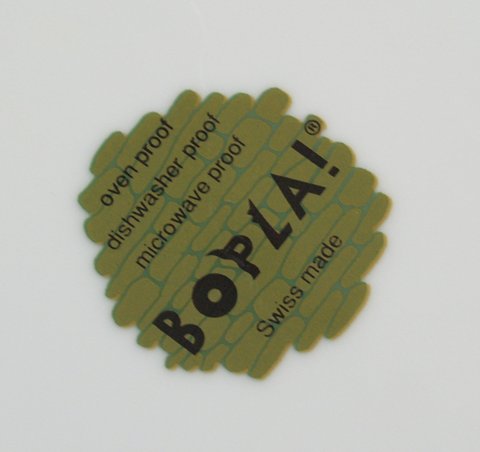 oven proof
dishwasher proof
microwave proof
BOPLA!®
Swiss made